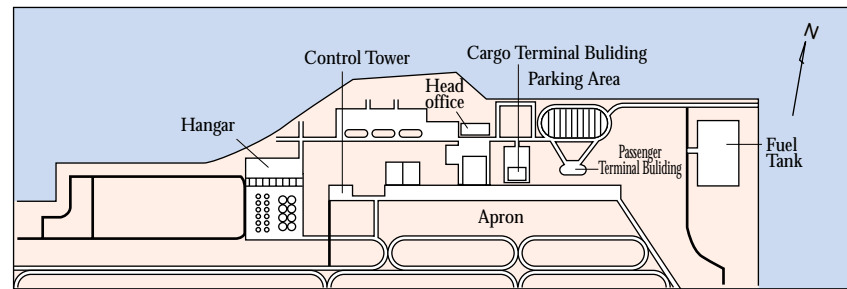 N
Control Tower
Cargo Terminal Buliding
Parking Area
Head
office
Hangar
Passenger
Terminal Buliding
Fuel
Tank
Apron